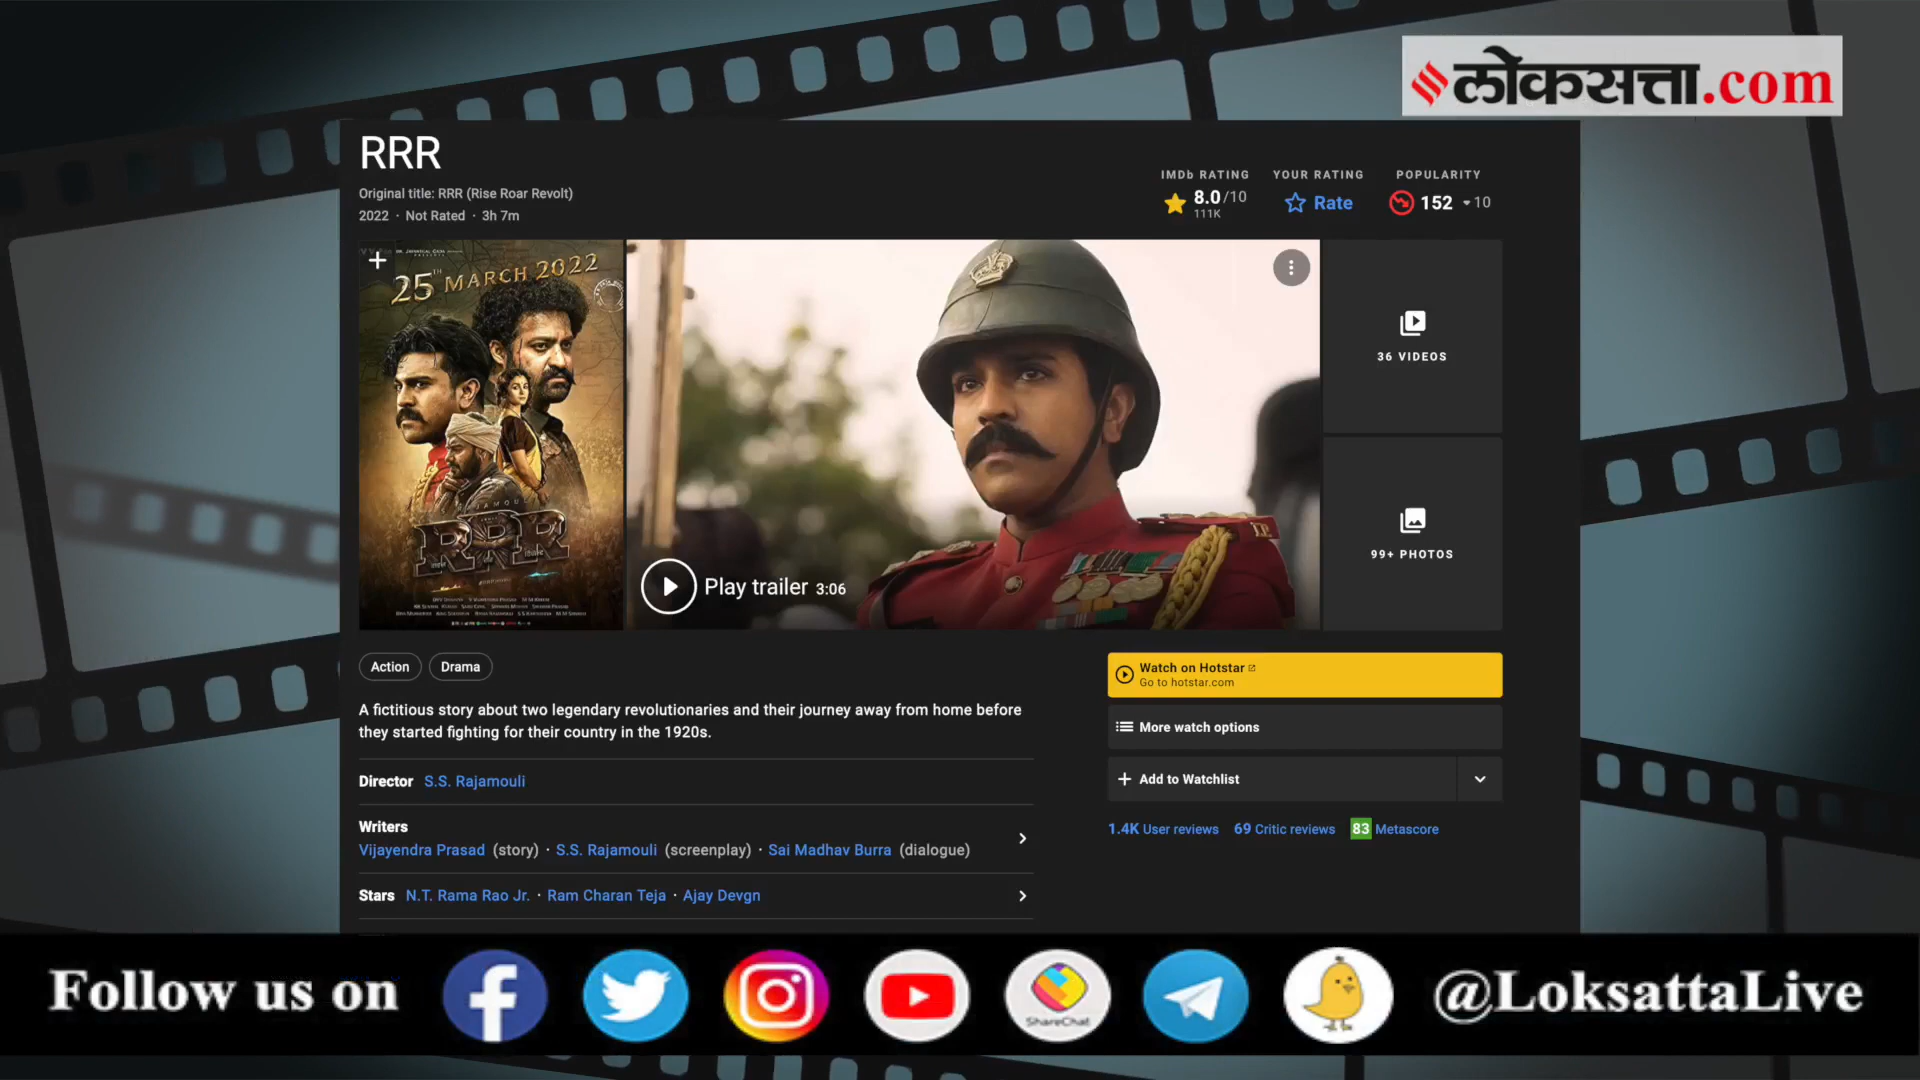 लोकसत्ता.com
RRR
Original title: RRR (Rise Roar Revolt)
2022 · Not Rated · 3h 7m
IMDb RATING
8.0/10
111K
YOUR RATING
Rate
POPULARITY
152
10
25TH MARCH 2022
RRR
Play trailer 3:06
36 VIDEOS
99+ PHOTOS
Action
Drama
A fictitious story about two legendary revolutionaries and their journey away from home before
they started fighting for their country in the 1920s.
Director S.S. Rajamouli
Writers
Vijayendra Prasad (story) · S.S. Rajamouli (screenplay) · Sai Madhav Burra (dialogue)
Stars N.T. Rama Rao Jr. · Ram Charan Teja · Ajay Devgn
Watch on Hotstar
Go to hotstar.com
More watch options
Add to Watchlist
1.4K User reviews 69 Critic reviews 83 Metascore
Follow us on
ShareChat
@LoksattaLive